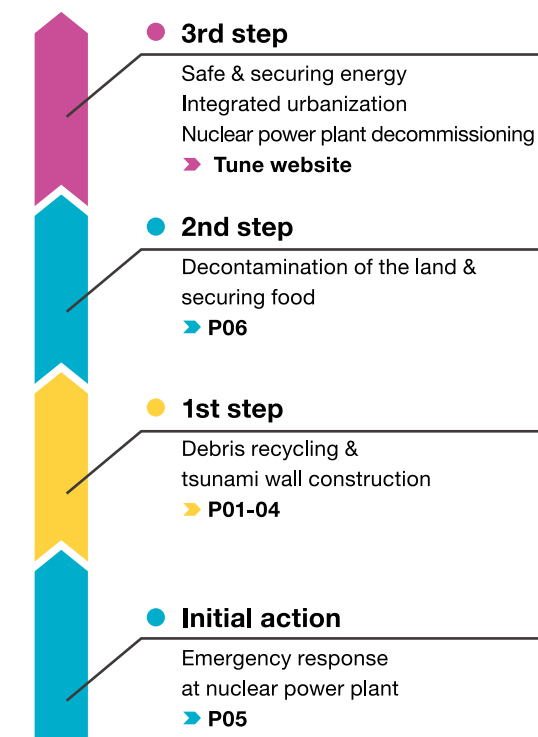 3rd step
Safe & securing energy
Integrated urbanization
Nuclear power plant decommissioning
Tune website
2nd step
Decontamination of the land &
securing food
P06
1st step
Debris recycling &
tsunami wall construction
P01-04
Initial action
Emergency response
at nuclear power plant
P05